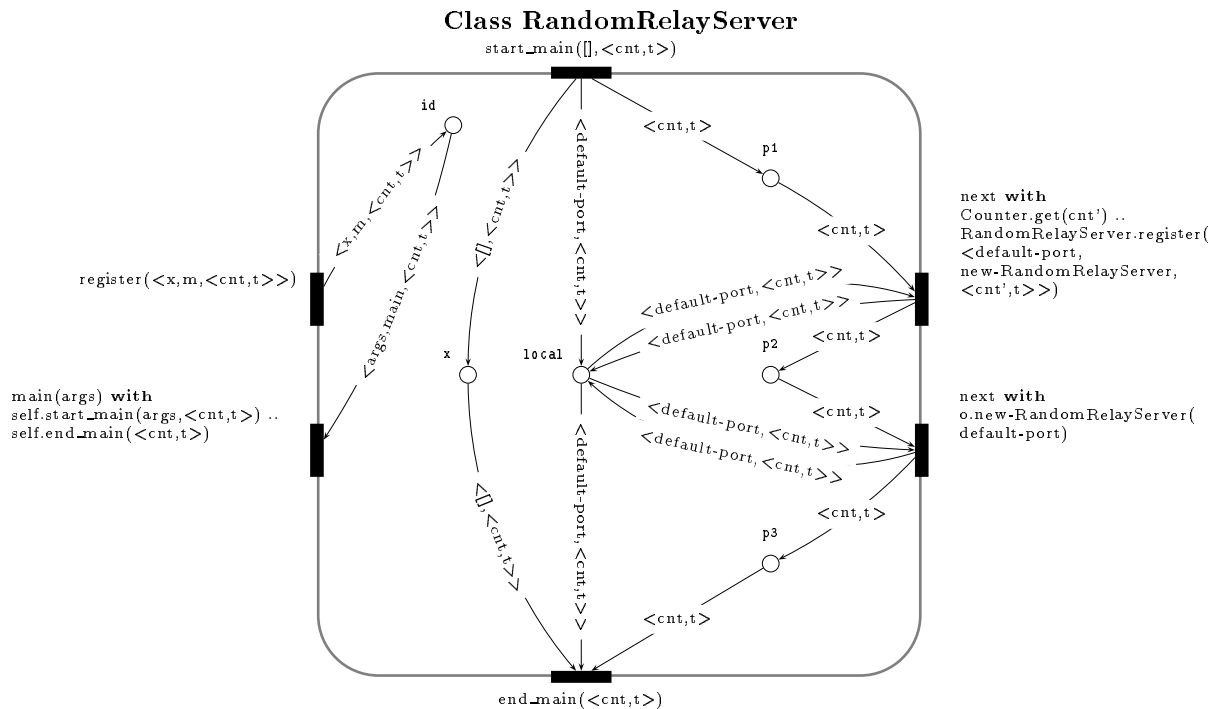 Class RandomRelayServer
start_main([],<cnt,t>)
id
<cnt,t>
p1
<x,m,<cnt,t>>
<[],<cnt,t>>
<default-port,<cnt,t>>
<args,main,<cnt,t>>
next with
Counter.get(cnt') ..
RandomRelayServer.register(
<default-port,
new-RandomRelayServer,
<cnt',t>>)
<cnt,t>
register(<x,m,<cnt,t>>)
<default-port,<cnt,t>>
<default-port,<cnt,t>>
<cnt,t>
x
local
p2
main(args) with
self.start_main(args,<cnt,t>) ..
self.end_main(<cnt,t>)
<cnt,t>
next with
o.new-RandomRelayServer(
default-port)
<default-port,<cnt,t>>
<default-port,<cnt,t>>
<[],<cnt,t>>
<default-port,<cnt,t>>
<cnt,t>
p3
<cnt,t>
end_main(<cnt,t>)